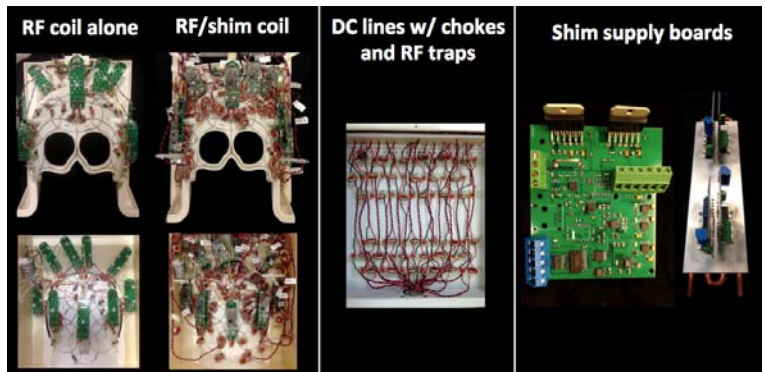 RF coil alone
RF/shim coil
DC lines w/ chokes
and RF traps
Shim supply boards